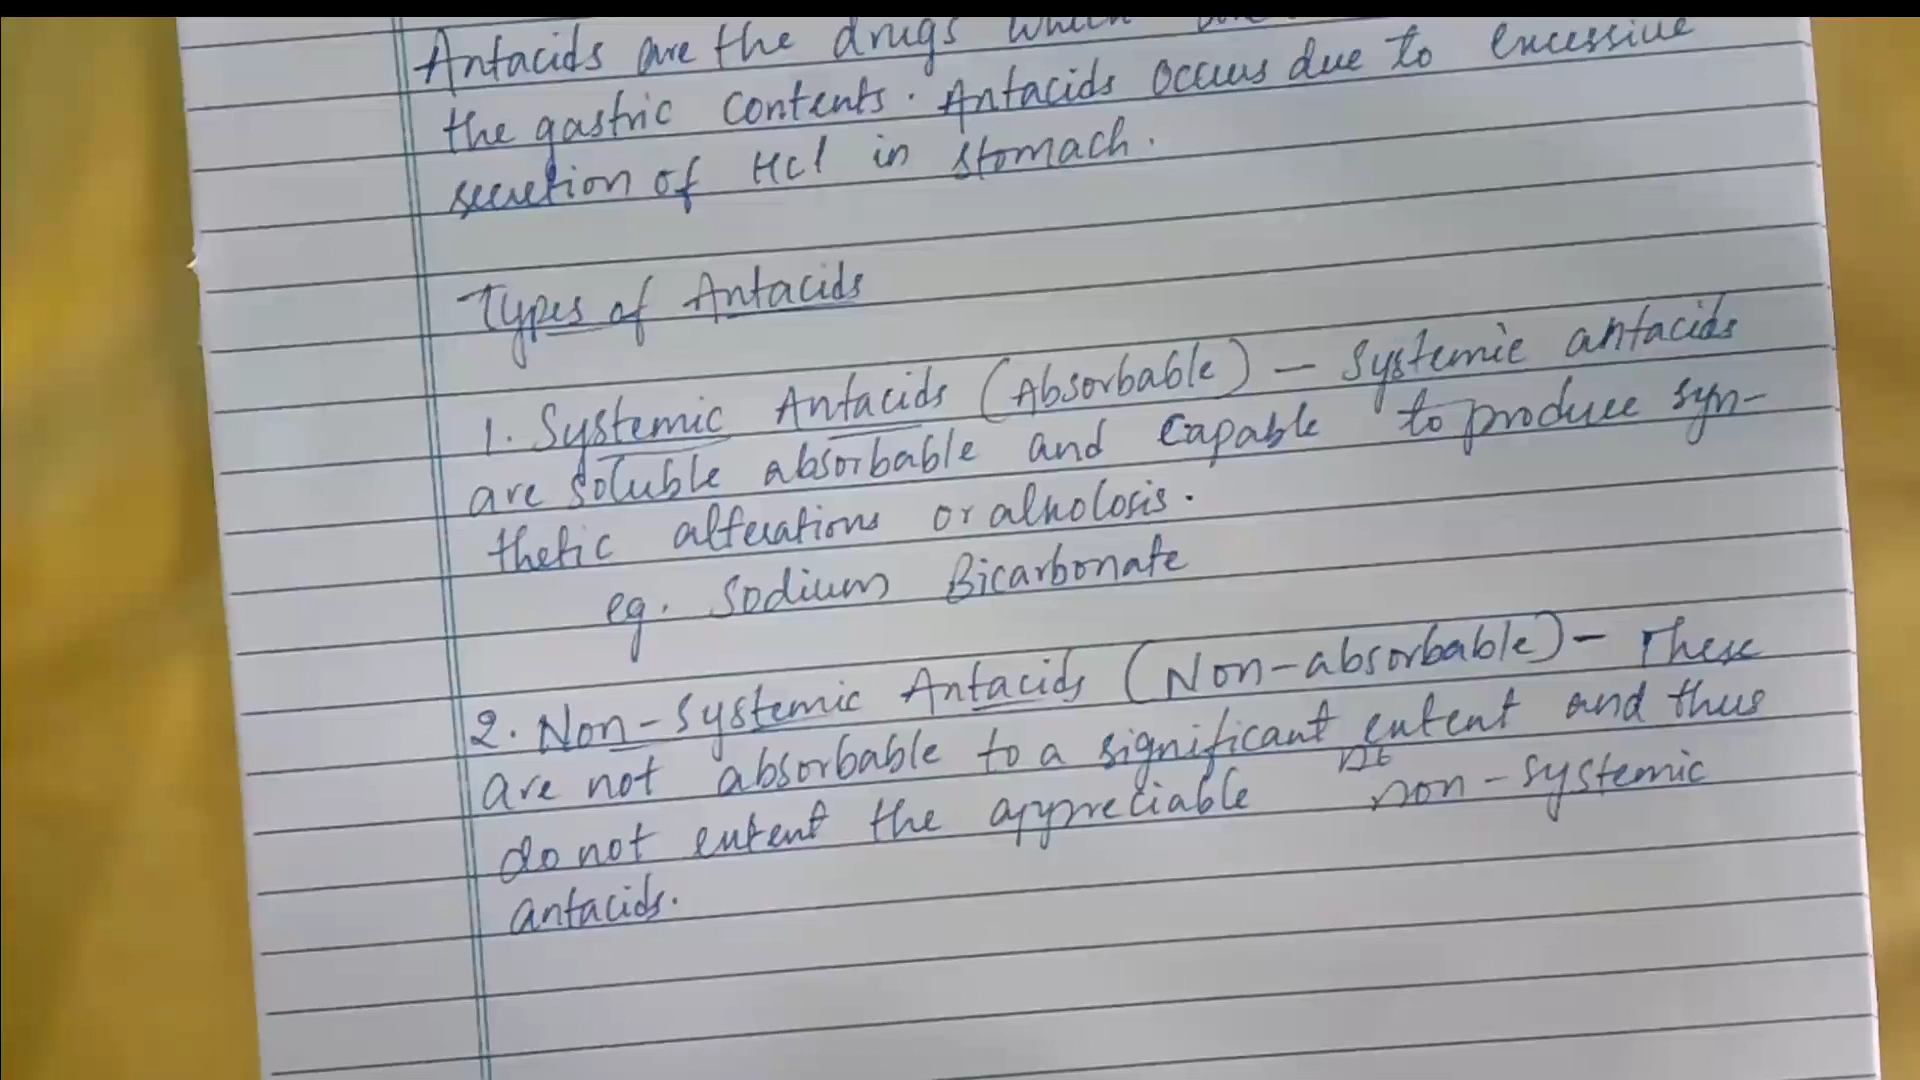 Antacids are the drugs which
the gastric contents. Antacids occurs due to excessive
secretion of Hcl in stomach.
Types of Antacids
1. Systemic Antacids (Absorbable) - Systemic antacids
are soluble absorbable and capable to produce syn-
thetic alterations or alkolosis.
eg. Sodium Bicarbonate
2. Non-systemic Antacids (Non-absorbable) - These
are not absorbable to a significant extent and thus
do not extent the appreciable non-systemic
antacids.